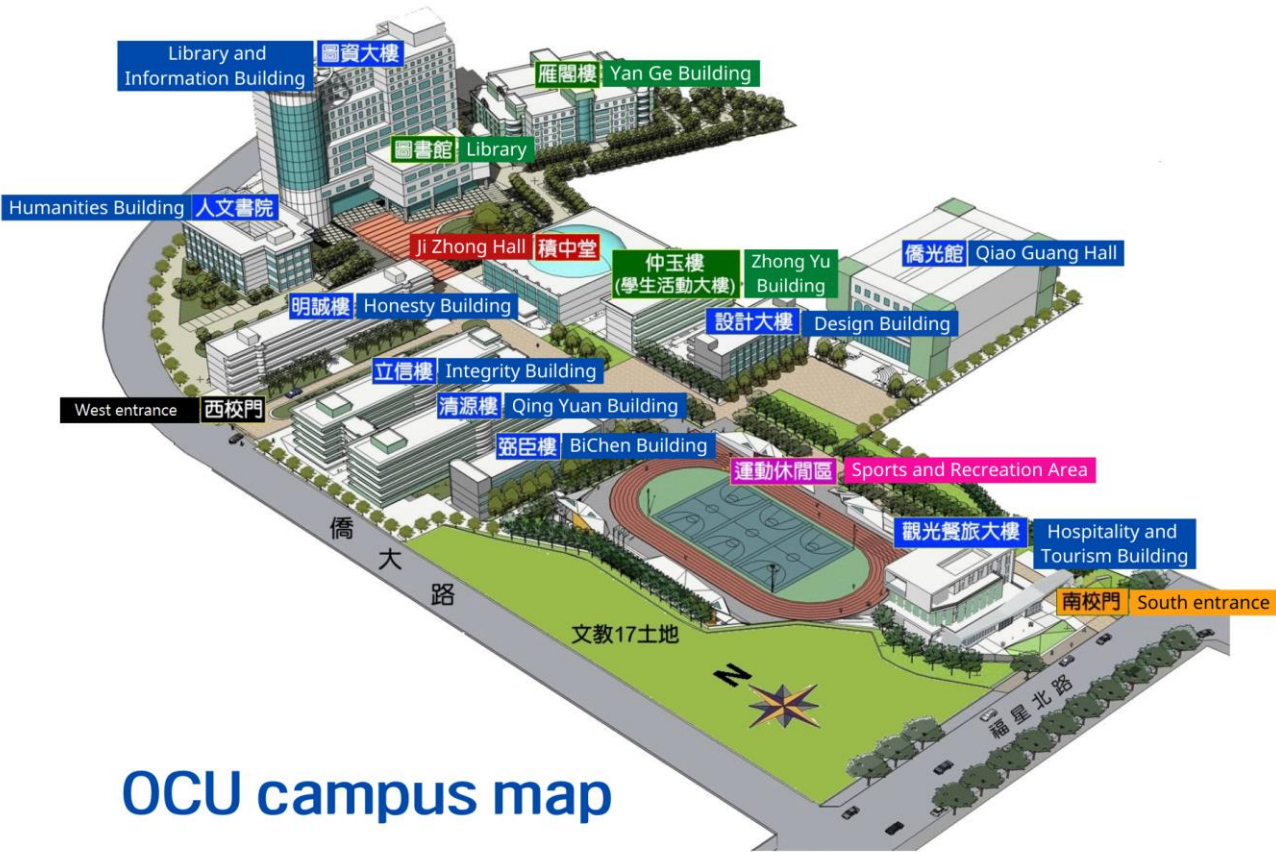 Library and
Information Building
圖資大樓
雁閣樓 Yan Ge Building
圖書館 Library
Humanities Building 人文書院
Ji Zhong Hall 積中堂
仲玉樓
(學生活動大樓)
Zhong Yu
Building
僑光館 Qiao Guang Hall
明誠樓 Honesty Building
設計大樓 Design Building
立信樓 Integrity Building
West entrance 西校門
清源樓 Qing Yuan Building
弼臣樓 BiChen Building
運動休閒區 Sports and Recreation Area
僑大路
觀光餐旅大樓
Hospitality and
Tourism Building
南校門 South entrance
文教17土地
N
福星北路
OCU campus map